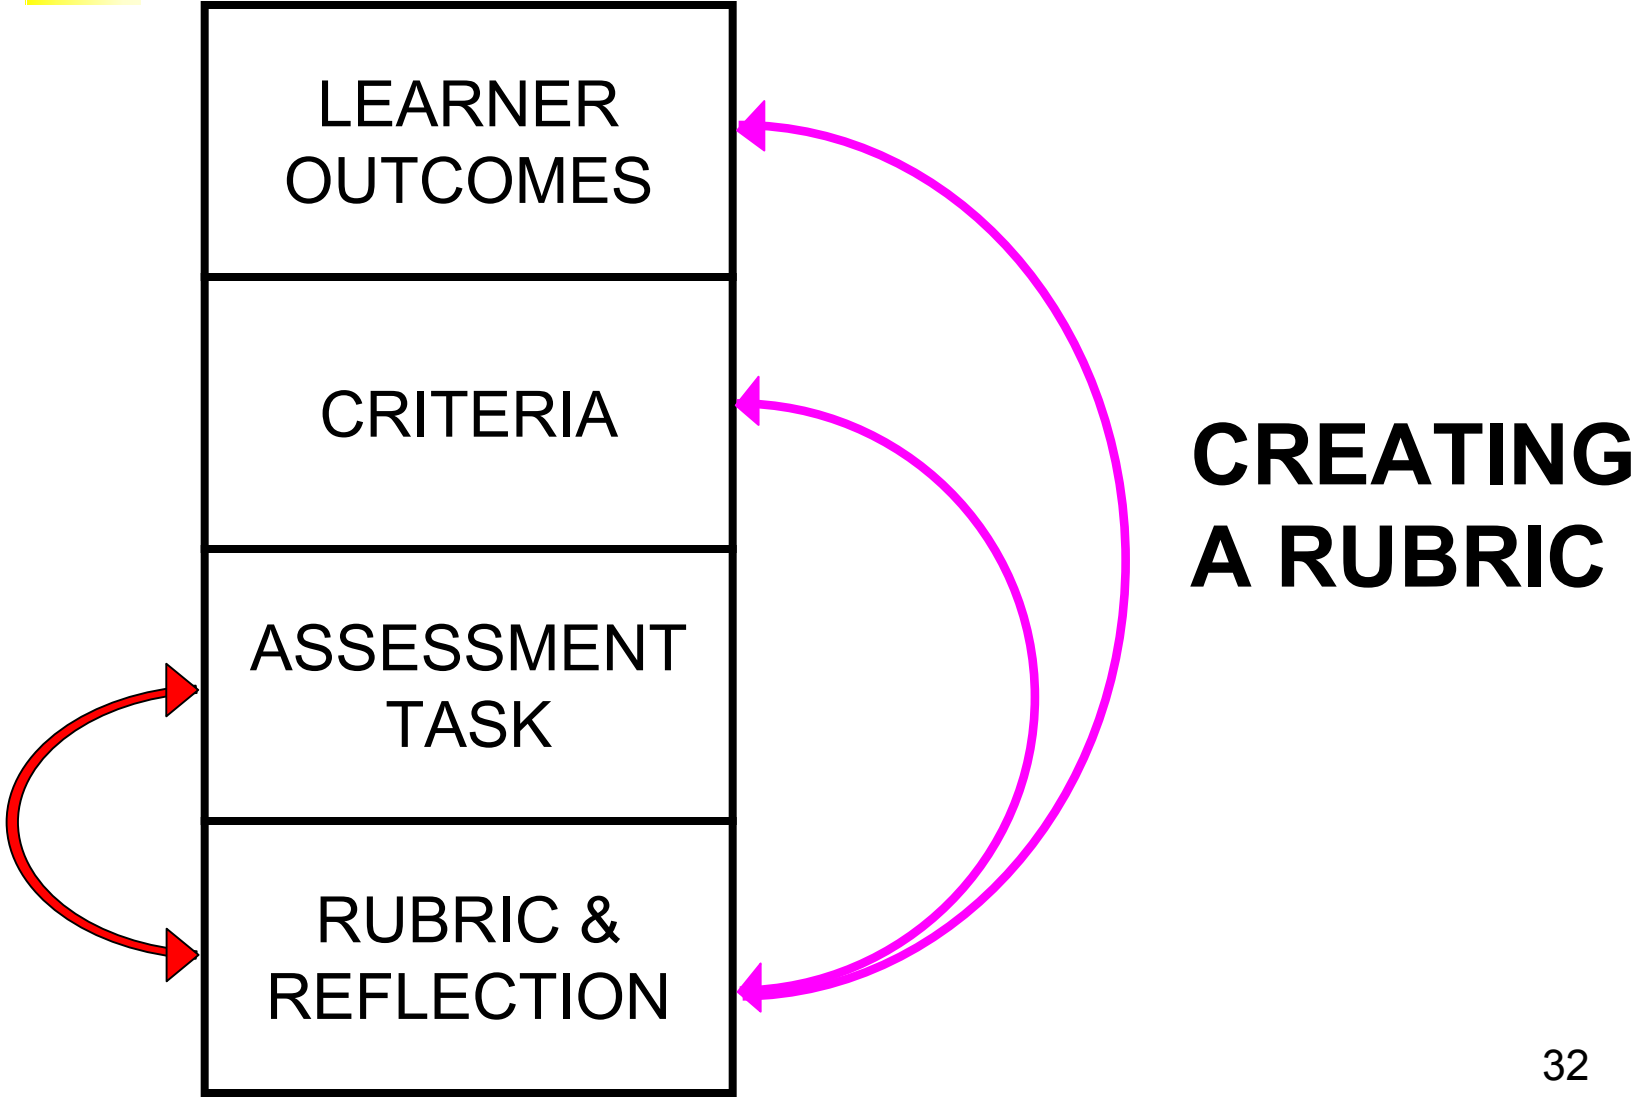 LEARNER
OUTCOMES
CRITERIA
ASSESSMENT
TASK
RUBRIC &
REFLECTION
CREATING
A RUBRIC
32